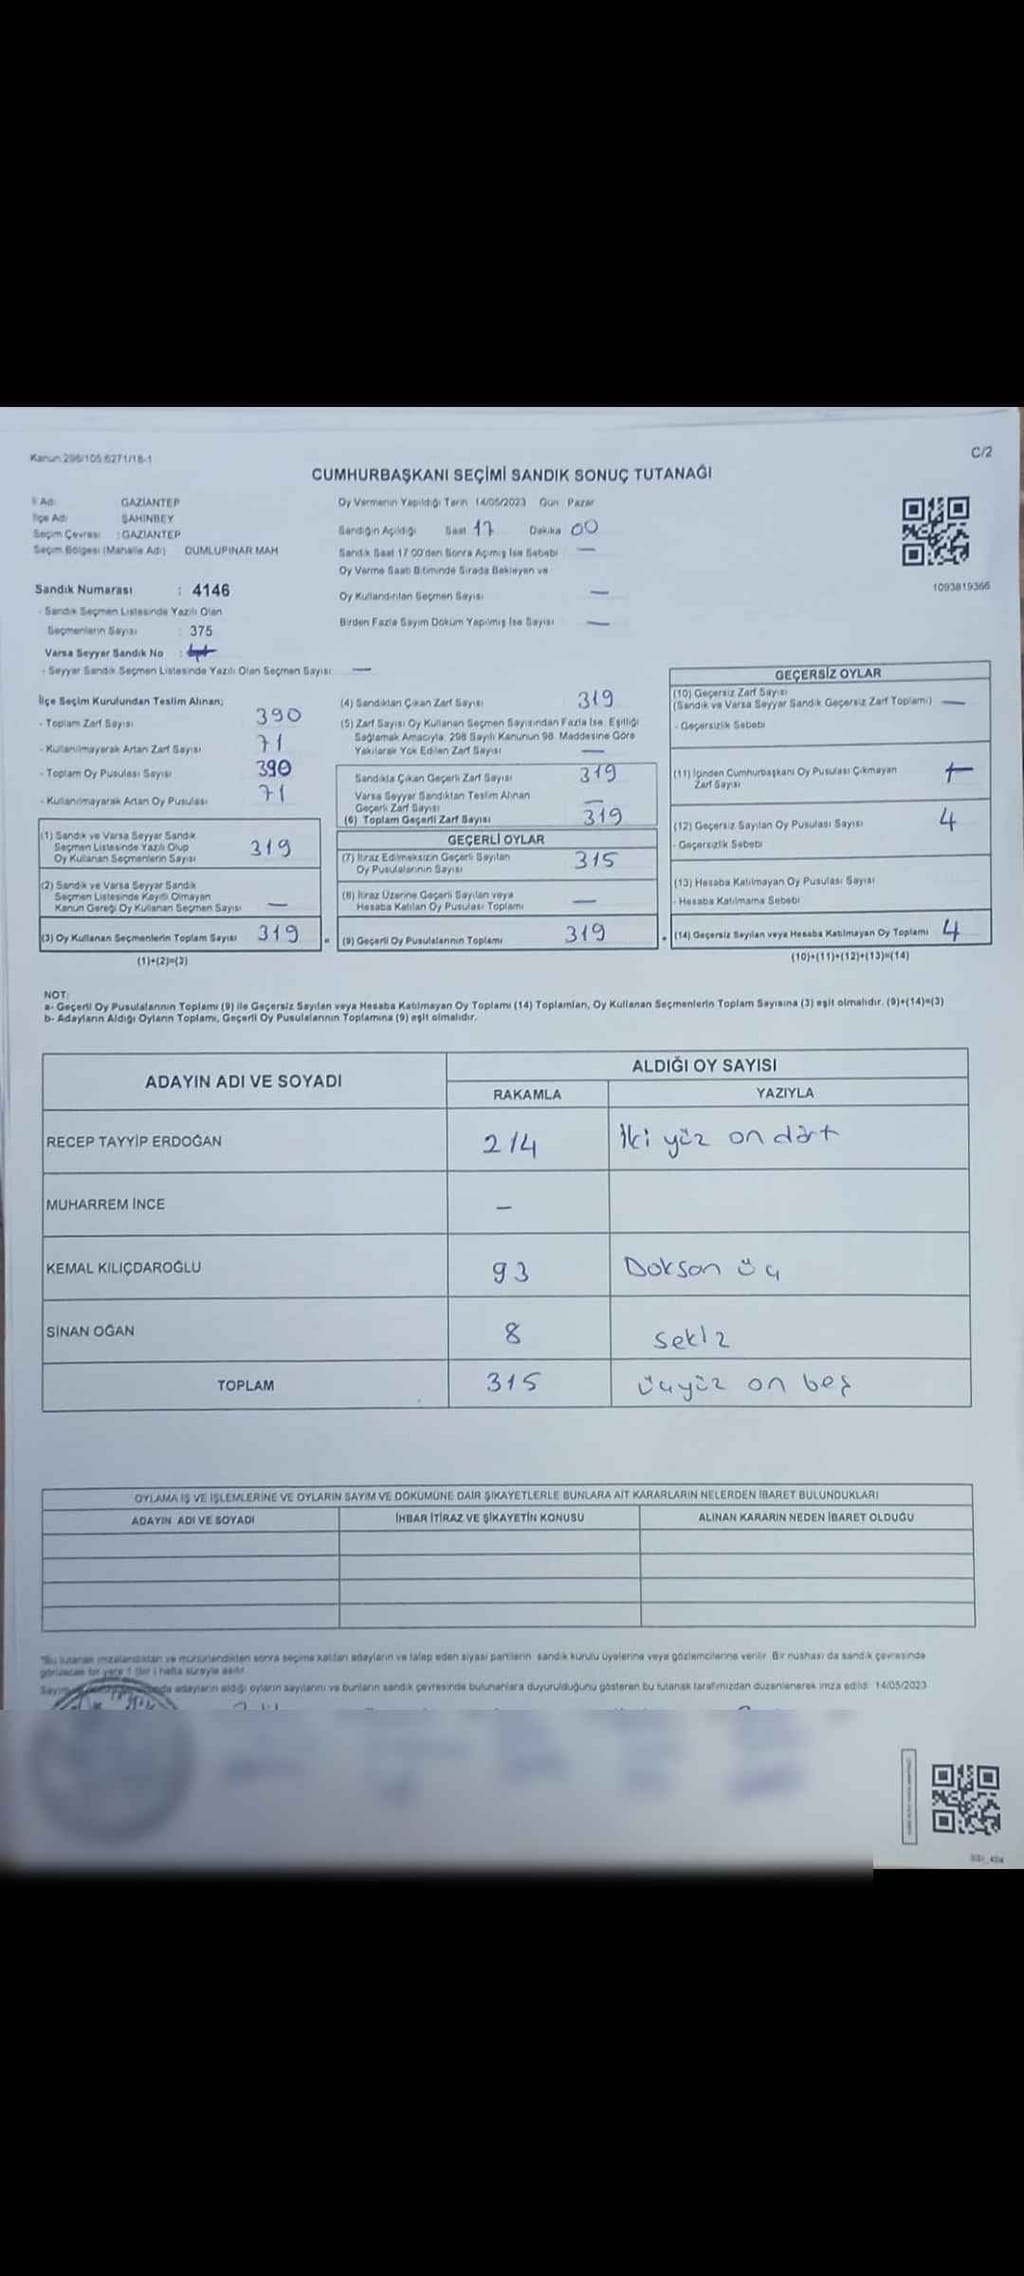 Kanun 298/105.6271/18-1
C/2
CUMHURBAŞKANI SEÇİMİ SANDIK SONUÇ TUTANAĞI
İl Adı GAZİANTEP
İlçe Adı ŞAHİNBEY
Seçim Çevresi : GAZİANTEP
Seçim Bölgesi (Mahalle Adı) DUMLUPINAR MAH
Sandık Numarası : 4146
- Sandık Seçmen Listesinde Yazılı Olan
Seçmenlerin Sayısı : 375
Varsa Seyyar Sandık No :
- Seyyar Sandık Seçmen Listesinde Yazılı Olan Seçmen Sayısı —
Oy Vermenin Yapıldığı Tarih 14/05/2023 Gün Pazar
Sandığın Açıldığı Saat 17 Dakika 00
Sandık Saat 17 00'den Sonra Açılmış İse Sebebi —
Oy Verme Saati Bitiminde Sırada Bekleyen ve
Oy Kullandırılan Seçmen Sayısı —
Birden Fazla Sayım Döküm Yapılmış İse Sayısı —
1093819366
İlçe Seçim Kurulundan Teslim Alınan;
- Toplam Zarf Sayısı 390
- Kullanılmayarak Artan Zarf Sayısı 71
- Toplam Oy Pusulası Sayısı 390
- Kullanılmayarak Artan Oy Pusulası 71
(1) Sandık ve Varsa Seyyar Sandık
Seçmen Listesinde Yazılı Olup
Oy Kullanan Seçmenlerin Sayısı 319
(2) Sandık ve Varsa Seyyar Sandık
Seçmen Listesinde Kayıtlı Olmayan
Kanun Gereği Oy Kullanan Seçmen Sayısı —
(3) Oy Kullanan Seçmenlerin Toplam Sayısı 319
(1)+(2)=(3)
(4) Sandıktan Çıkan Zarf Sayısı 319
(5) Zarf Sayısı Oy Kullanan Seçmen Sayısından Fazla İse, Eşitliği
Sağlamak Amacıyla, 298 Sayılı Kanunun 98. Maddesine Göre
Yakılarak Yok Edilen Zarf Sayısı —
Sandıkta Çıkan Geçerli Zarf Sayısı 319
Varsa Seyyar Sandıktan Teslim Alınan
Geçerli Zarf Sayısı —
(6) Toplam Geçerli Zarf Sayısı 319
GEÇERLİ OYLAR
(7) İtiraz Edilmeksizin Geçerli Sayılan
Oy Pusulalarının Sayısı 315
(8) İtiraz Üzerine Geçerli Sayılan veya
Hesaba Katılan Oy Pusulası Toplamı —
= (9) Geçerli Oy Pusulalarının Toplamı 319
GEÇERSİZ OYLAR
(10) Geçersiz Zarf Sayısı
(Sandık ve Varsa Seyyar Sandık Geçersiz Zarf Toplamı) —
- Geçersizlik Sebebi
(11) İçinden Cumhurbaşkanı Oy Pusulası Çıkmayan
Zarf Sayısı
(12) Geçersiz Sayılan Oy Pusulası Sayısı 4
- Geçersizlik Sebebi
(13) Hesaba Katılmayan Oy Pusulası Sayısı
- Hesaba Katılmama Sebebi
+ (14) Geçersiz Sayılan veya Hesaba Katılmayan Oy Toplamı 4
(10)+(11)+(12)+(13)=(14)
NOT:
a- Geçerli Oy Pusulalarının Toplamı (9) ile Geçersiz Sayılan veya Hesaba Katılmayan Oy Toplamı (14) Toplamları, Oy Kullanan Seçmenlerin Toplam Sayısına (3) eşit olmalıdır. (9)+(14)=(3)
b- Adayların Aldığı Oyların Toplamı, Geçerli Oy Pusulalarının Toplamına (9) eşit olmalıdır.
ADAYIN ADI VE SOYADI
ALDIĞI OY SAYISI
RAKAMLA YAZIYLA
RECEP TAYYİP ERDOĞAN 214 İki yüz on dört
MUHARREM İNCE —
KEMAL KILIÇDAROĞLU 93 Doksan üç
SİNAN OĞAN 8 sekiz
TOPLAM 315 üçyüz on beş
OYLAMA İŞ VE İŞLEMLERİNE VE OYLARIN SAYIM VE DÖKÜMÜNE DAİR ŞİKAYETLERLE BUNLARA AİT KARARLARIN NELERDEN İBARET BULUNDUKLARI
ADAYIN ADI VE SOYADI İHBAR İTİRAZ VE ŞİKAYETİN KONUSU ALINAN KARARIN NEDEN İBARET OLDUĞU
*Bu tutanak imzalandıktan ve mühürlendikten sonra seçime katılan adayların ve talep eden siyasi partilerin sandık kurulu üyelerine veya gözlemcilerine verilir. Bir nüshası da sandık çevresinde
görülecek bir yere 1 (bir) hafta süreyle asılır
adayların aldığı oyların sayılarını ve bunların sandık çevresinde bulunanlara duyurulduğunu gösteren bu tutanak tarafımızdan düzenlenerek imza edildi. 14/05/2023